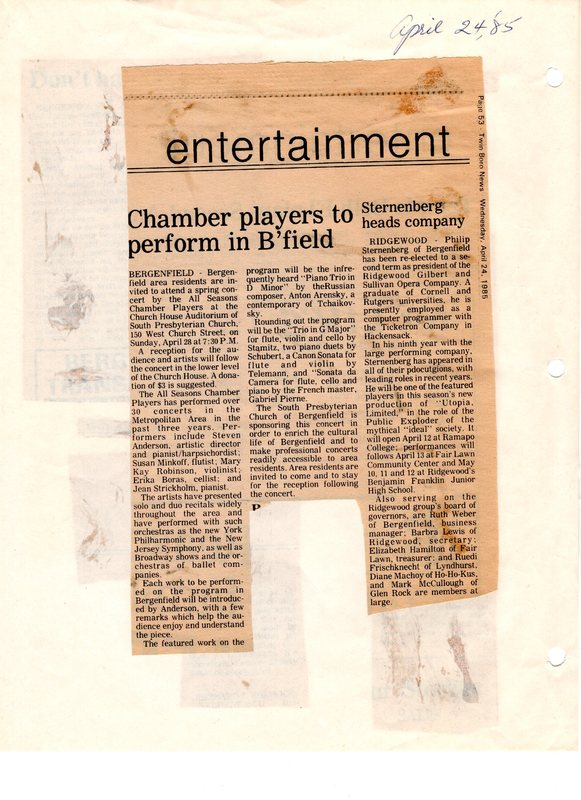 April 24, '85
Page 53 Twin Boro News Wednesday, April 24, 1985
entertainment
Chamber players to
perform in B'field
BERGENFIELD - Bergen-
field area residents are in-
vited to attend a spring con-
cert by the All Seasons
Chamber Players at the
Church House Auditorium of
South Presbyterian Church,
150 West Church Street, on
Sunday, April 28 at 7:30 P.M.
A reception for the au-
dience and artists will follow
the concert in the lower level
of the Church House. A dona-
tion of $3 is suggested.
The All Seasons Chamber
Players has performed over
30 concerts in the
Metropolitan Area in the
past three years. Per-
formers include Steven
Anderson, artistic director
and pianist/harpsichordist;
Susan Minkoff, flutist; Mary
Kay Robinson, violinist;
Erika Boras, cellist; and
Jean Strickholm, pianist.
The artists have presented
solo and duo recitals widely
throughout the area and
have performed with such
orchestras as the new York
Philharmonic and the New
Jersey Symphony, as well as
Broadway shows and the or-
chestras of ballet com-
panies.
Each work to be perform-
ed on the program in
Bergenfield will be introduc-
ed by Anderson, with a few
remarks which help the au-
dience enjoy and understand
the piece.
The featured work on the
program will be the infre-
quently heard "Piano Trio in
D Minor" by theRussian
composer, Anton Arensky, a
contemporary of Tchaikov-
sky.
Rounding out the program
will be the "Trio in G Major"
for flute, violin and cello by
Stamitz, two piano duets by
Schubert, a Canon Sonata for
flute and violin by
Telemann, and "Sonata da
Camera for flute, cello and
piano by the French master,
Gabriel Pierne.
The South Presbyterian
Church of Bergenfield is
sponsoring this concert in
order to enrich the cultural
life of Bergenfield and to
make professional concerts
readily accessible to area
residents. Area residents are
invited to come and to stay
for the reception following
the concert.
Sternenberg
heads company
RIDGEWOOD - Philip
Sternenberg of Bergenfield
has been re-elected to a se-
cond term as president of the
Ridgewood Gilbert and
Sullivan Opera Company. A
graduate of Cornell and
Rutgers universities, he is
presently employed as a
computer programmer with
the Ticketron Company in
Hackensack.
In his ninth year with the
large performing company,
Sternenberg has appeared in
all of their pdocutgions, with
leading roles in recent years.
He will be one of the featured
players in this season's new
production of "Utopia,
Limited," in the role of the
Public Exploder of the
mythical "ideal" society. It
will open April 12 at Ramapo
College; performances will
follows April 13 at Fair Lawn
Community Center and May
10, 11 and 12 at Ridgewood's
Benjamin Franklin Junior
High School.
Also serving on the
Ridgewood group's board of
governors, are Ruth Weber
of Bergenfield, business
manager; Barbra Lewis of
Ridgewood, secretary;
Elizabeth Hamilton of Fair
Lawn, treasurer; and Ruedi
Frischknecht of Lyndhurst,
Diane Machoy of Ho-Ho-Kus,
and Mark McCullough of
Glen Rock are members at
large.